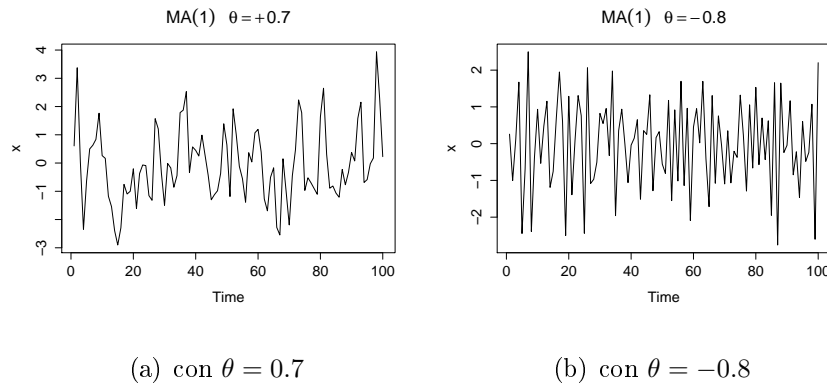 MA(1) θ=+0.7
x
-3 -1 0 1 2 3 4
0 20 40 60 80 100
Time
(a) con θ = 0.7
MA(1) θ=−0.8
x
-2 -1 0 1 2
0 20 40 60 80 100
Time
(b) con θ = −0.8